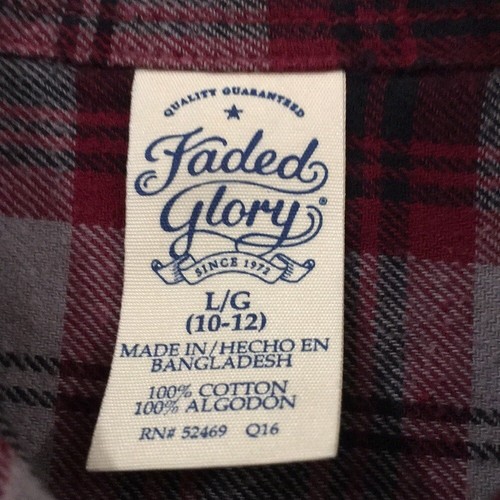 QUALITY GUARANTEED
Faded
Glory®
SINCE 1972
L/G
(10-12)
MADE IN/HECHO EN
BANGLADESH
100% COTTON
100% ALGODON
RN# 52469 Q16